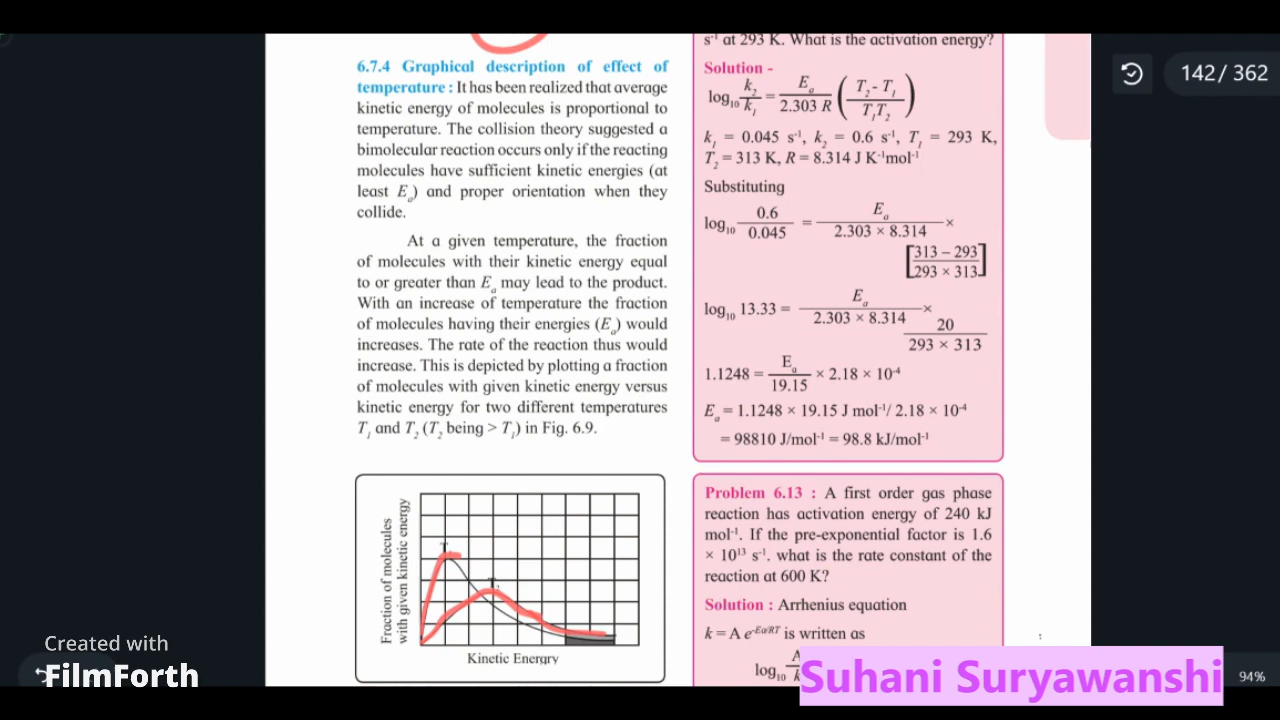 6.7.4 Graphical description of effect of
temperature : It has been realized that average
kinetic energy of molecules is proportional to
temperature. The collision theory suggested a
bimolecular reaction occurs only if the reacting
molecules have sufficient kinetic energies (at
least Ea) and proper orientation when they
collide.
At a given temperature, the fraction
of molecules with their kinetic energy equal
to or greater than Ea may lead to the product.
With an increase of temperature the fraction
of molecules having their energies (Ea) would
increases. The rate of the reaction thus would
increase. This is depicted by plotting a fraction
of molecules with given kinetic energy versus
kinetic energy for two different temperatures
T1 and T2 (T2 being > T1) in Fig. 6.9.
Fraction of molecules
with given kinetic energy
T
T
Kinetic Energy
s-1 at 293 K. What is the activation energy?
Solution -
log10 k2/k1 = Ea/2.303 R (T2 - T1/T1T2)
k1 = 0.045 s-1, k2 = 0.6 s-1, T1 = 293 K,
T2 = 313 K, R = 8.314 J K-1mol-1
Substituting
log10 0.6/0.045 = Ea/2.303 × 8.314 ×
[313 – 293/293 × 313]
log10 13.33 = Ea/2.303 × 8.314 ×
20/293 × 313
1.1248 = Ea/19.15 × 2.18 × 10-4
Ea = 1.1248 × 19.15 J mol-1/ 2.18 × 10-4
= 98810 J/mol-1 = 98.8 kJ/mol-1
Problem 6.13 : A first order gas phase
reaction has activation energy of 240 kJ
mol-1. If the pre-exponential factor is 1.6
× 1013 s-1. what is the rate constant of the
reaction at 600 K?
Solution : Arrhenius equation
k = A e-Ea/RT is written as
log10 A
142 / 362
94%
Created with
FilmForth
Suhani Suryawanshi